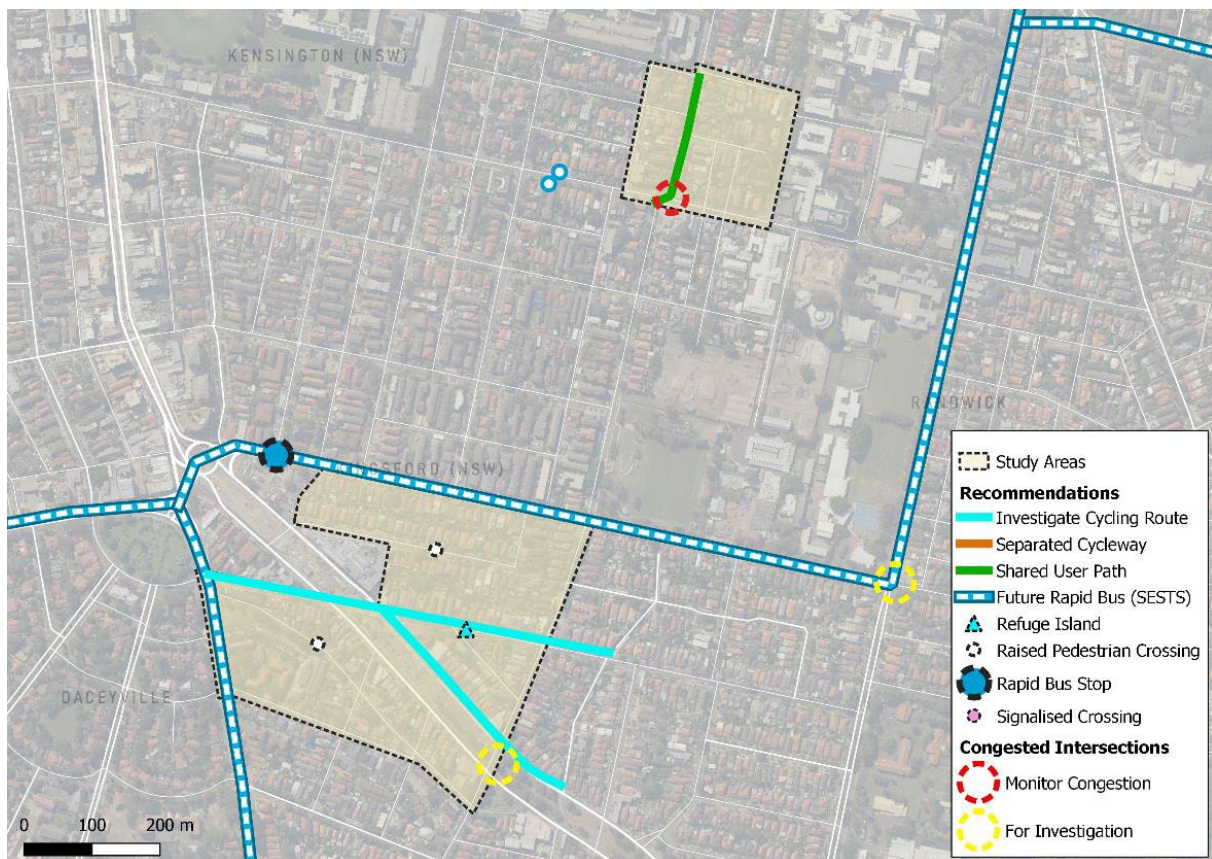 KENSINGTON (NSW)
RANDWICK
KINGSFORD (NSW)
DACEYVILLE
0 100 200 m
Study Areas
Recommendations
Investigate Cycling Route
Separated Cycleway
Shared User Path
Future Rapid Bus (SESTS)
Refuge Island
Raised Pedestrian Crossing
Rapid Bus Stop
Signalised Crossing
Congested Intersections
Monitor Congestion
For Investigation